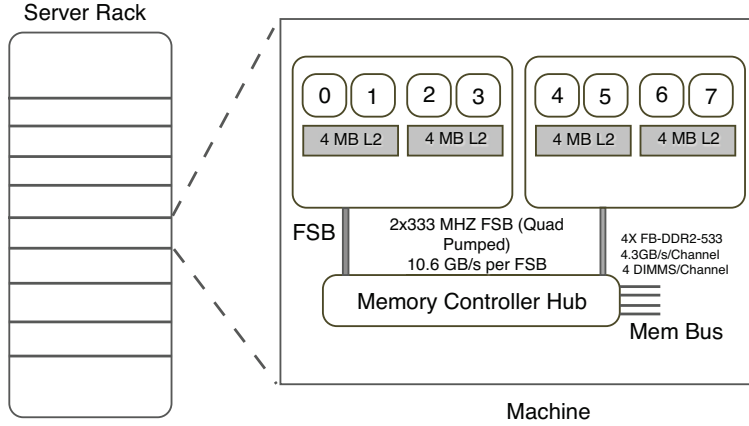 Server Rack
0 1 2 3 4 5 6 7
4 MB L2 4 MB L2 4 MB L2 4 MB L2
FSB
2x333 MHZ FSB (Quad
Pumped)
10.6 GB/s per FSB
4X FB-DDR2-533
4.3GB/s/Channel
4 DIMMS/Channel
Memory Controller Hub
Mem Bus
Machine